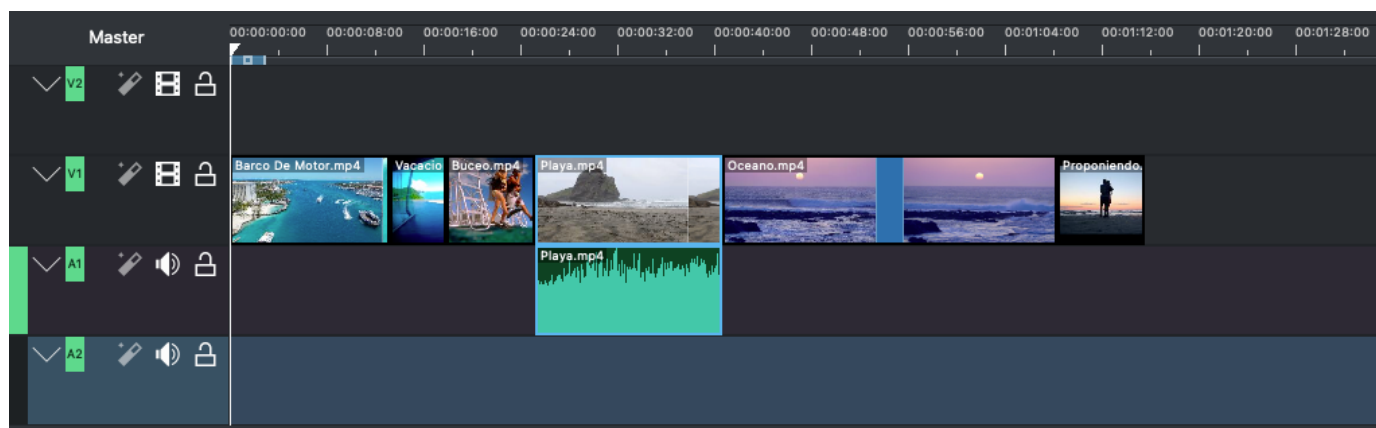 Master 00:00:00:00 00:00:08:00 00:00:16:00 00:00:24:00 00:00:32:00 00:00:40:00 00:00:48:00 00:00:56:00 00:01:04:00 00:01:12:00 00:01:20:00 00:01:28:00
V2
V1 Barco De Motor.mp4 Vacacio Buceo.mp4 Playa.mp4 Oceano.mp4 Proponiendo.
A1 Playa.mp4
A2